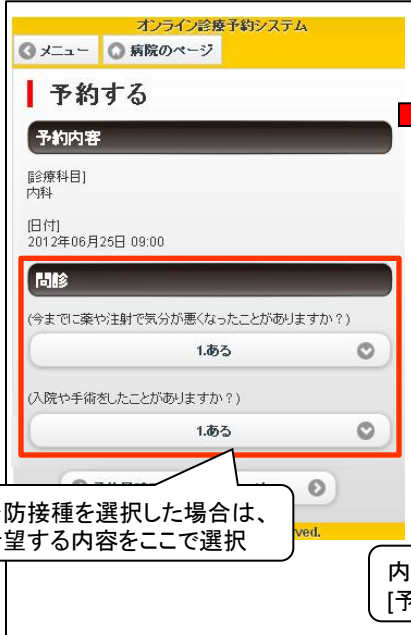 オンライン診療予約システム
メニュー 病院のページ
予約する
予約内容
[診療科目]
内科
[日付]
2012年06月25日 09:00
問診
(今までに薬や注射で気分が悪くなったことがありますか?)
1.ある
(入院や手術をしたことがありますか?)
1.ある
防接種を選択した場合は、
望する内容をここで選択
ved.
内
[予